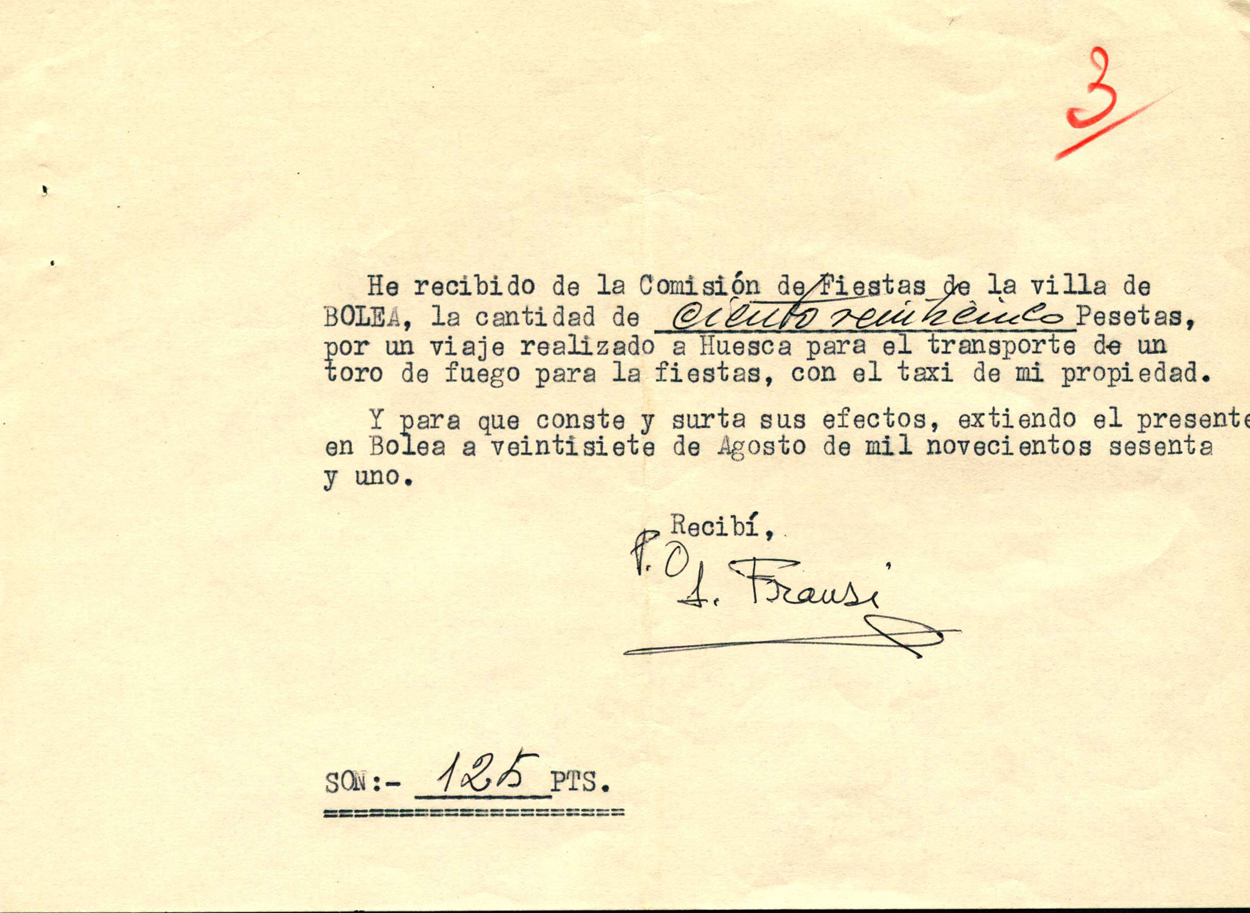 3
He recibido de la Comisión de Fiestas de la villa de
BOLEA, la cantidad de ciento veinticinco Pesetas,
por un viaje realizado a Huesca para el transporte de un
toro de fuego para la fiestas, con el taxi de mi propiedad.
Y para que conste y surta sus efectos, extiendo el presente
en Bolea a veintisiete de Agosto de mil novecientos sesenta
y uno.
Recibí,
P.O
Fransi
SON:- 125 PTS.